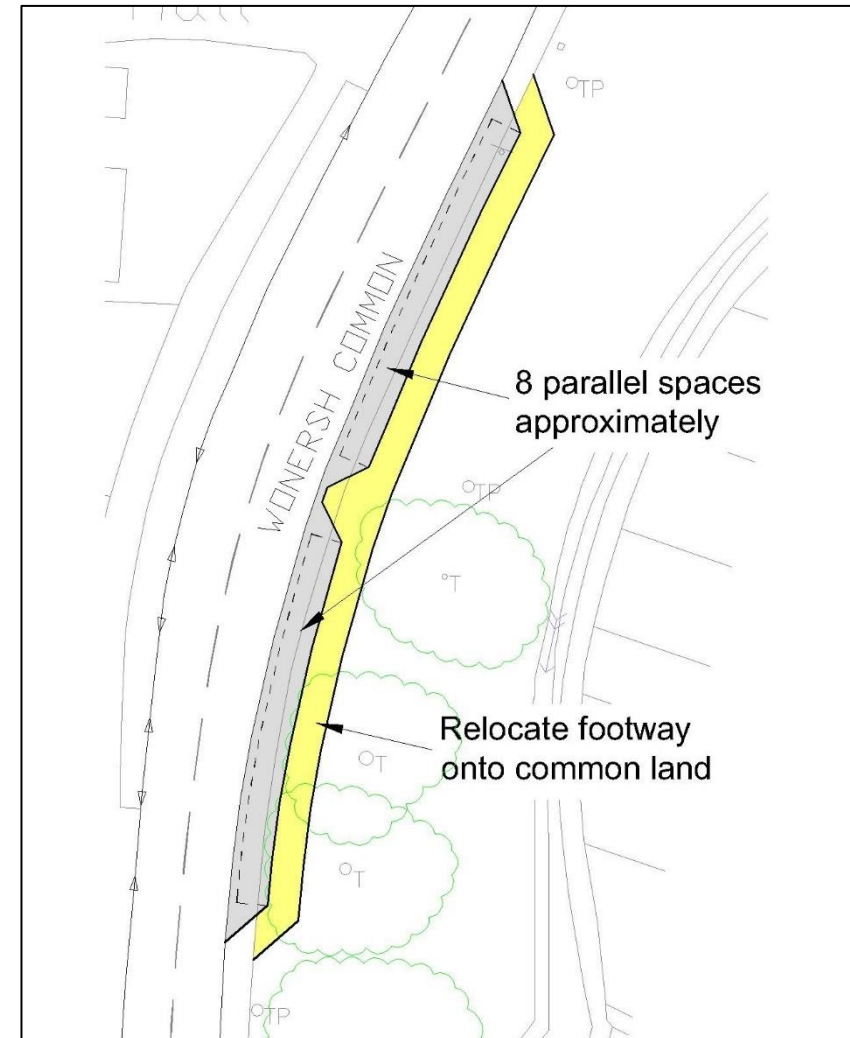 TP
WONERSH COMMON
8 parallel spaces
approximately
TP
T
Relocate footway
onto common land
T
T
TP